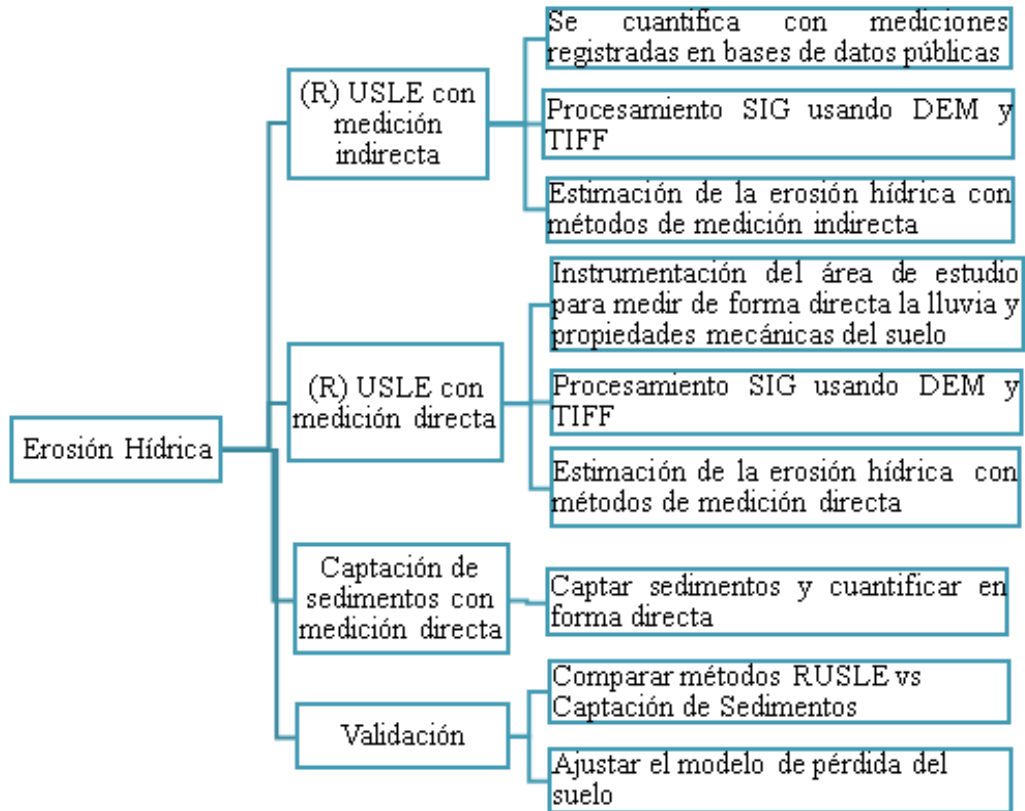 Erosión Hídrica
(R) USLE con
medición
indirecta
Se cuantifica con mediciones
registradas en bases de datos públicas
Procesamiento SIG usando DEM y
TIFF
Estimación de la erosión hídrica con
métodos de medición indirecta
(R) USLE con
medición directa
Instrumentación del área de estudio
para medir de forma directa la lluvia y
propiedades mecánicas del suelo
Procesamiento SIG usando DEM y
TIFF
Estimación de la erosión hídrica con
métodos de medición directa
Captación de
sedimentos con
medición directa
Captar sedimentos y cuantificar en
forma directa
Validación
Comparar métodos RUSLE vs
Captación de Sedimentos
Ajustar el modelo de pérdida del
suelo